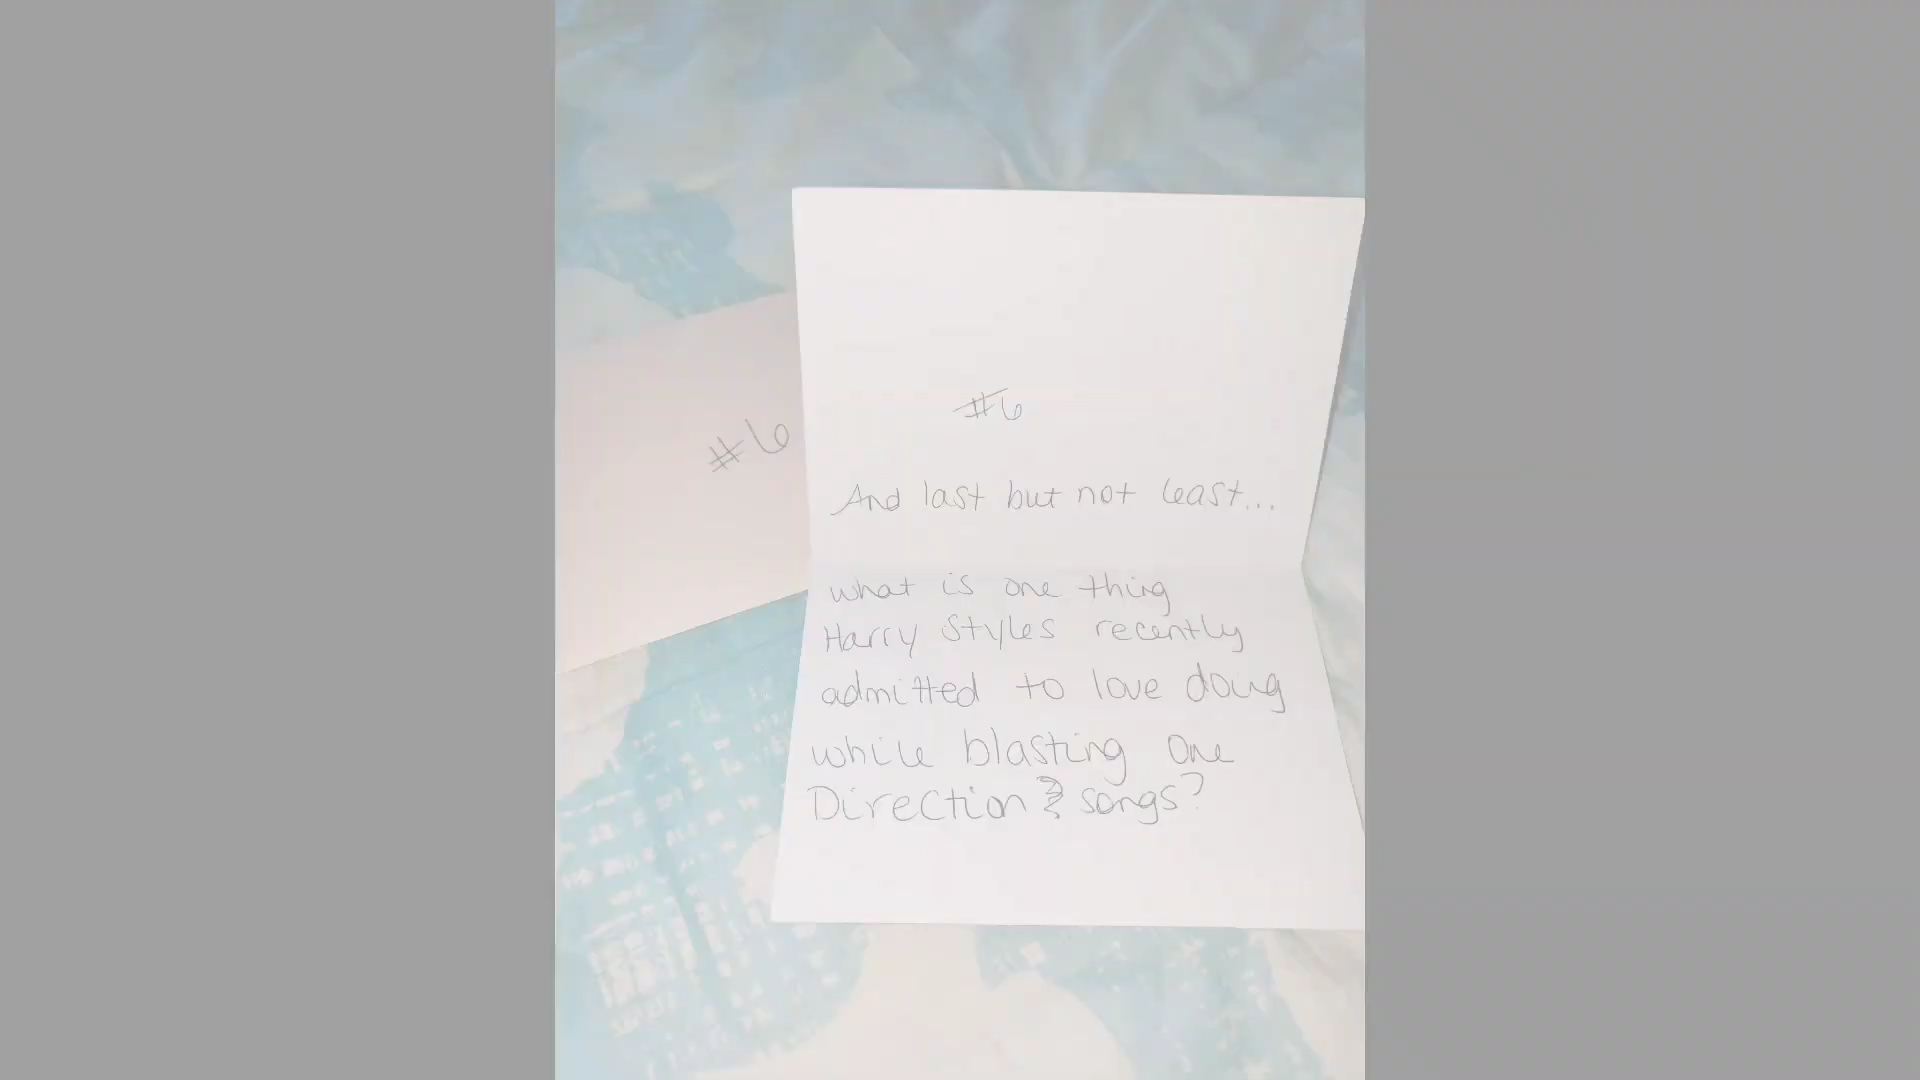 #6
#6
And last but not least...
what is one thing
Harry Styles recently
admitted to love doing
while blasting One
Direction songs?